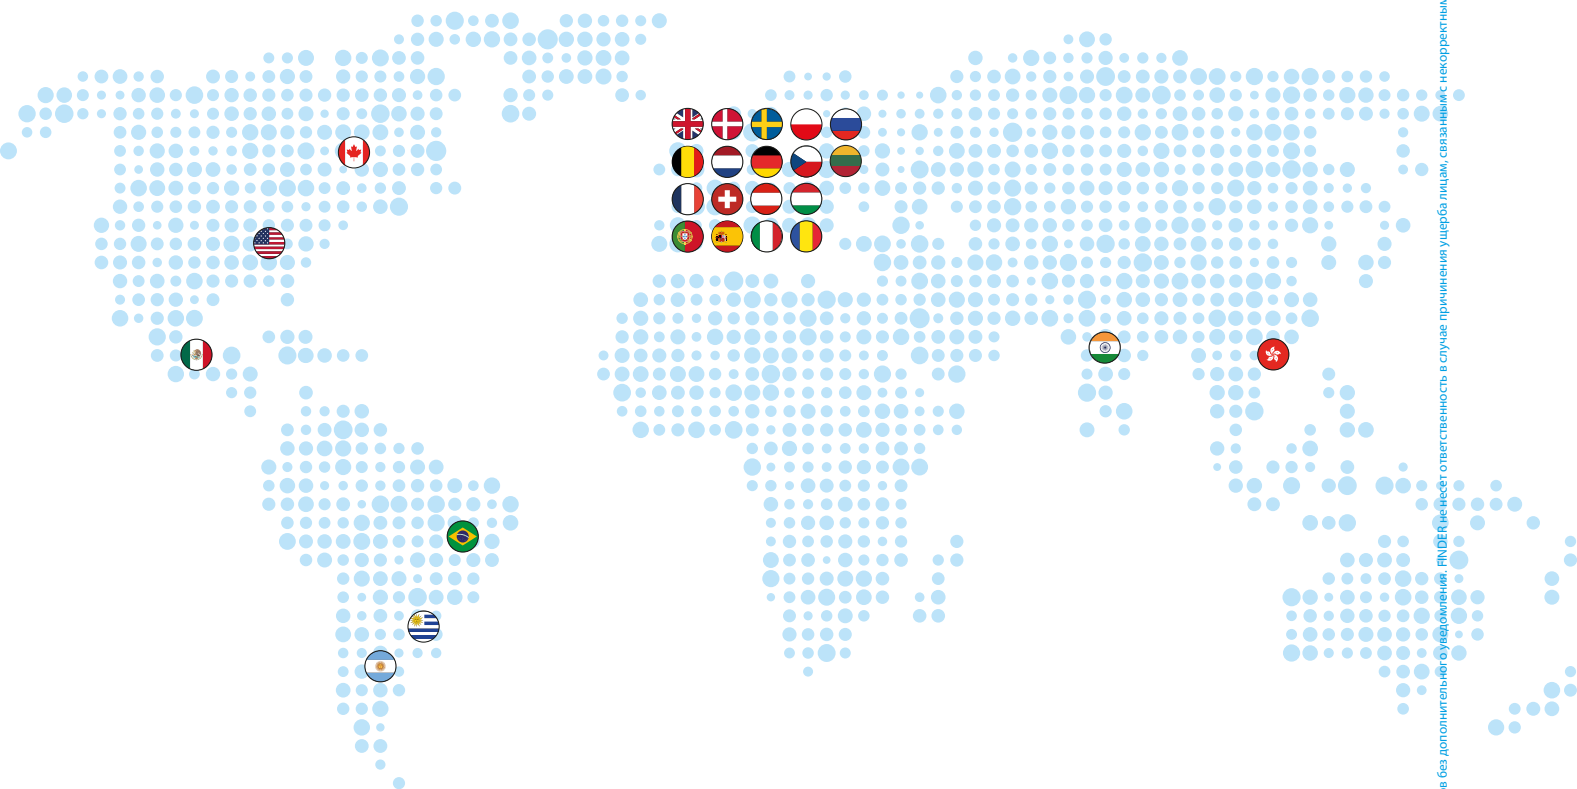 в без дополнительного уведомления. FINDER не несет ответственность в случае причинения ущерба лицам, связанным с некорректным